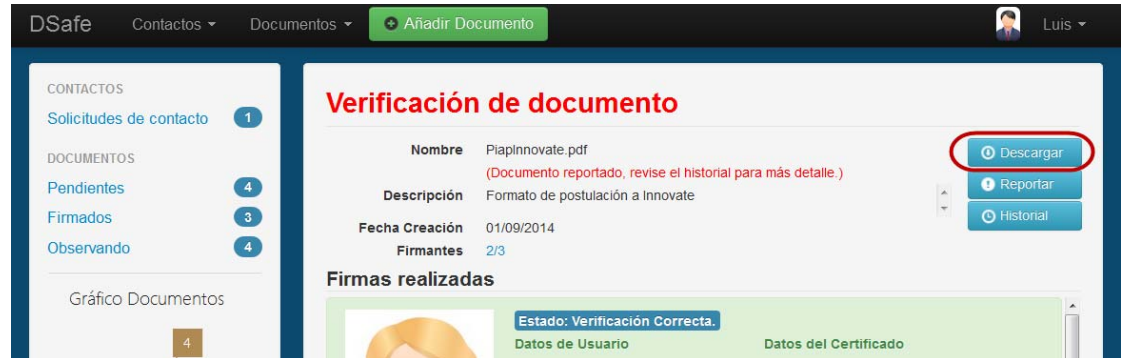 DSafe Contactos Documentos Añadir Documento Luis
CONTACTOS
Solicitudes de contacto 1
DOCUMENTOS
Pendientes 4
Firmados 3
Observando 4
Gráfico Documentos
4
Verificación de documento
Nombre PiapInnovate.pdf
(Documento reportado, revise el historial para más detalle.)
Descripción Formato de postulación a Innovate
Fecha Creación 01/09/2014
Firmantes 2/3
Descargar
Reportar
Historial
Firmas realizadas
Estado: Verificación Correcta.
Datos de Usuario Datos del Certificado